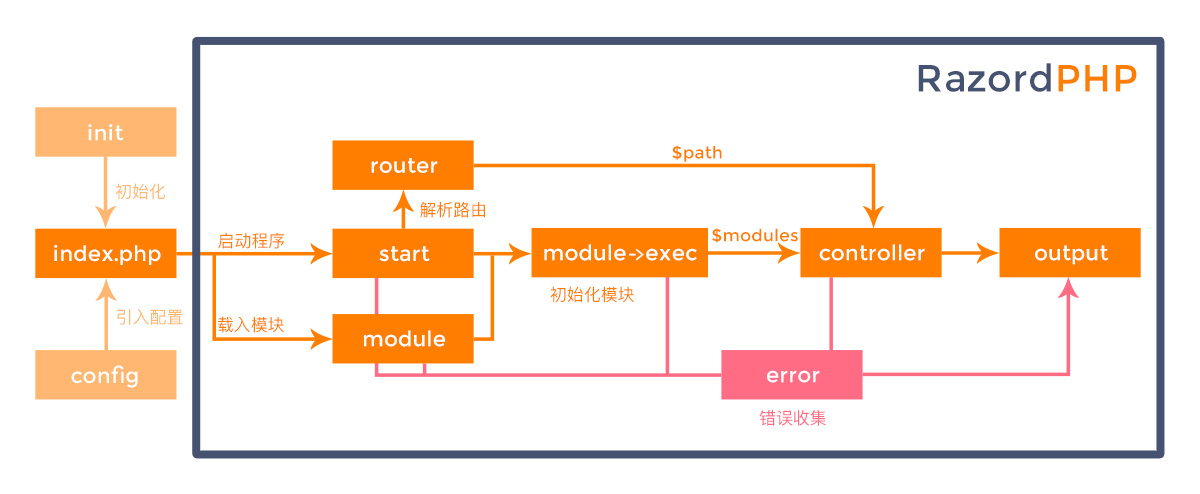 RazordPHP
init
初始化
index.php
引入配置
config
启动程序
载入模块
router
解析路由
start
module
$path
module->exec
初始化模块
$modules
controller
output
error
错误收集